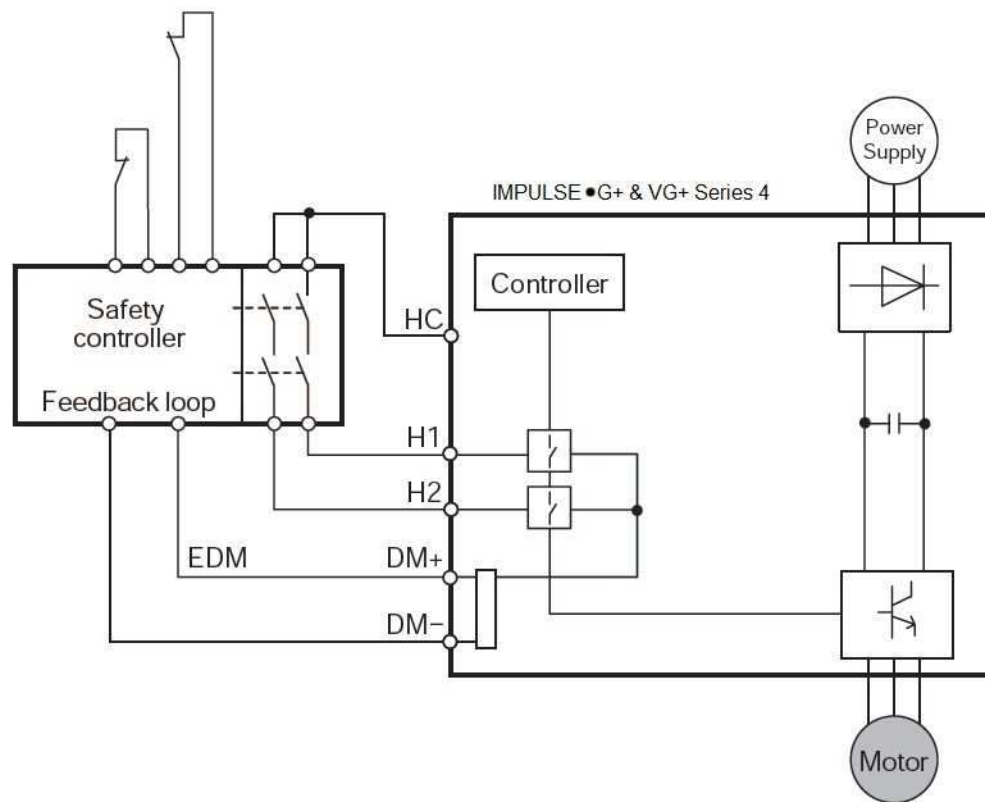 Power
Supply
IMPULSE •G+ & VG+ Series 4
Safety
controller
Controller
HC
Feedback loop
H1
H2
EDM
DM+
DM−
Motor